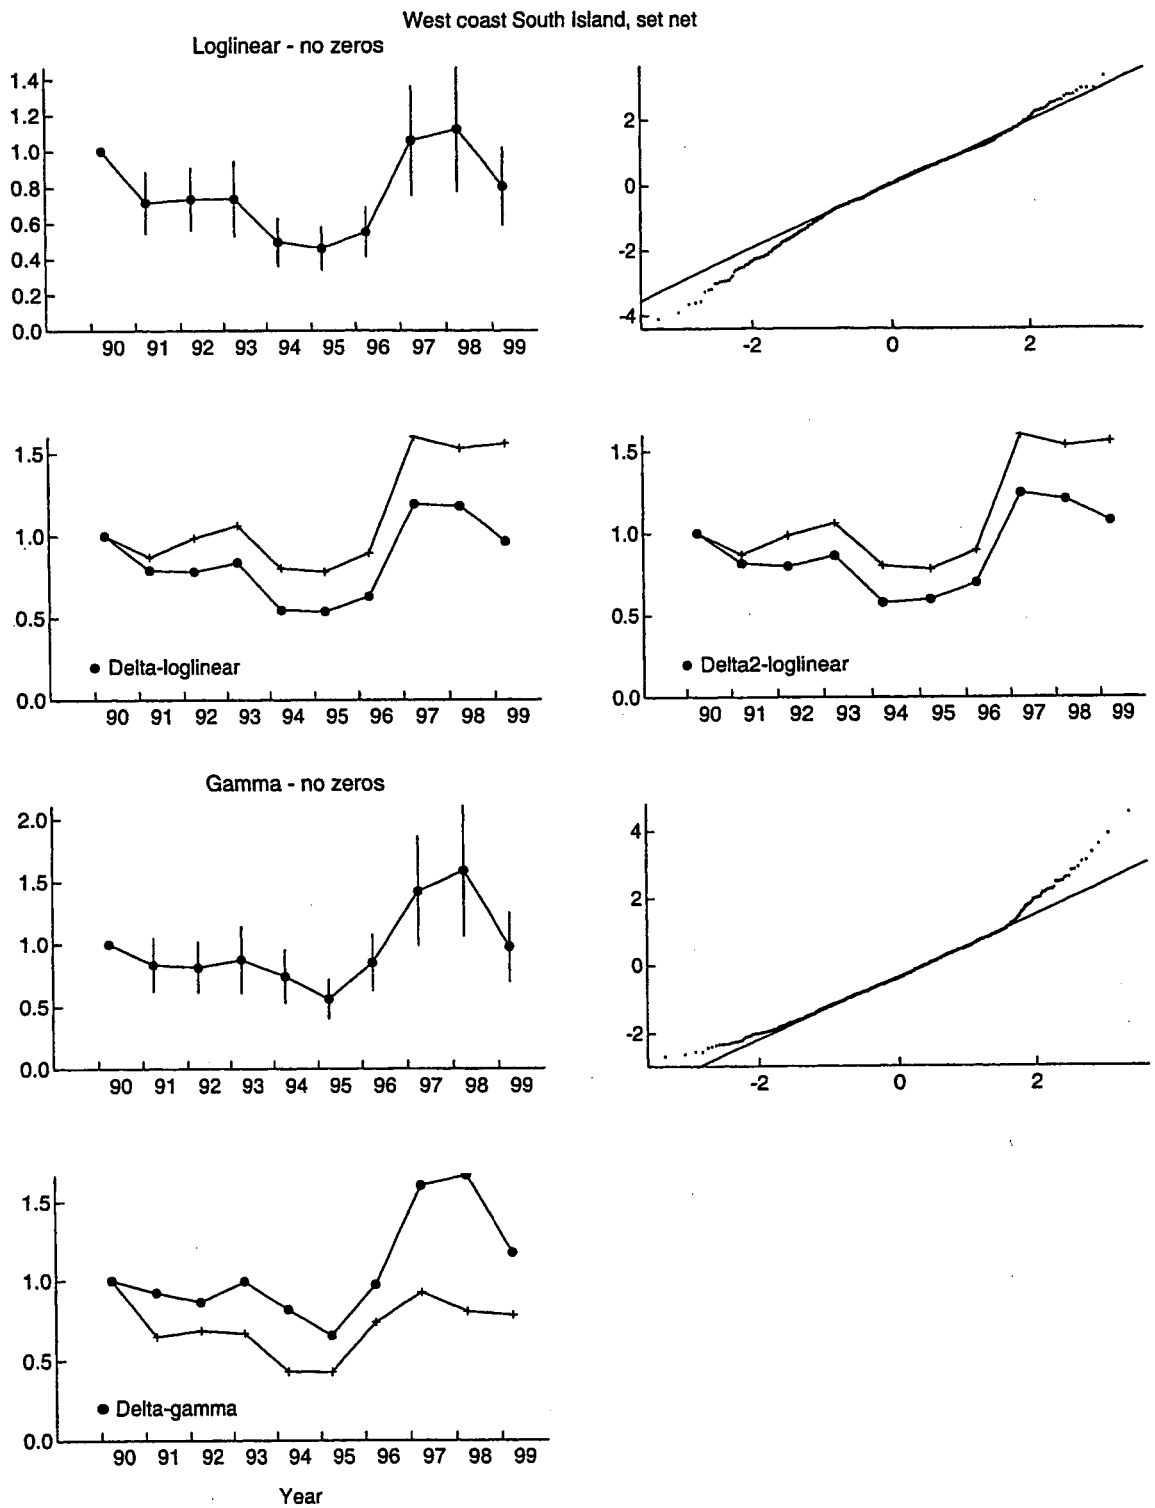 West coast South Island, set net
Loglinear - no zeros
1.4
1.2
1.0
0.8
0.6
0.4
0.2
0.0
90 91 92 93 94 95 96 97 98 99
2
0
-2
-4
-2 0 2
1.5
1.0
0.5
0.0
Delta-loglinear
90 91 92 93 94 95 96 97 98 99
1.5
1.0
0.5
0.0
Delta2-loglinear
90 91 92 93 94 95 96 97 98 99
Gamma - no zeros
2.0
1.5
1.0
0.5
0.0
90 91 92 93 94 95 96 97 98 99
4
2
0
-2
-2 0 2
1.5
1.0
0.5
0.0
Delta-gamma
90 91 92 93 94 95 96 97 98 99
Year